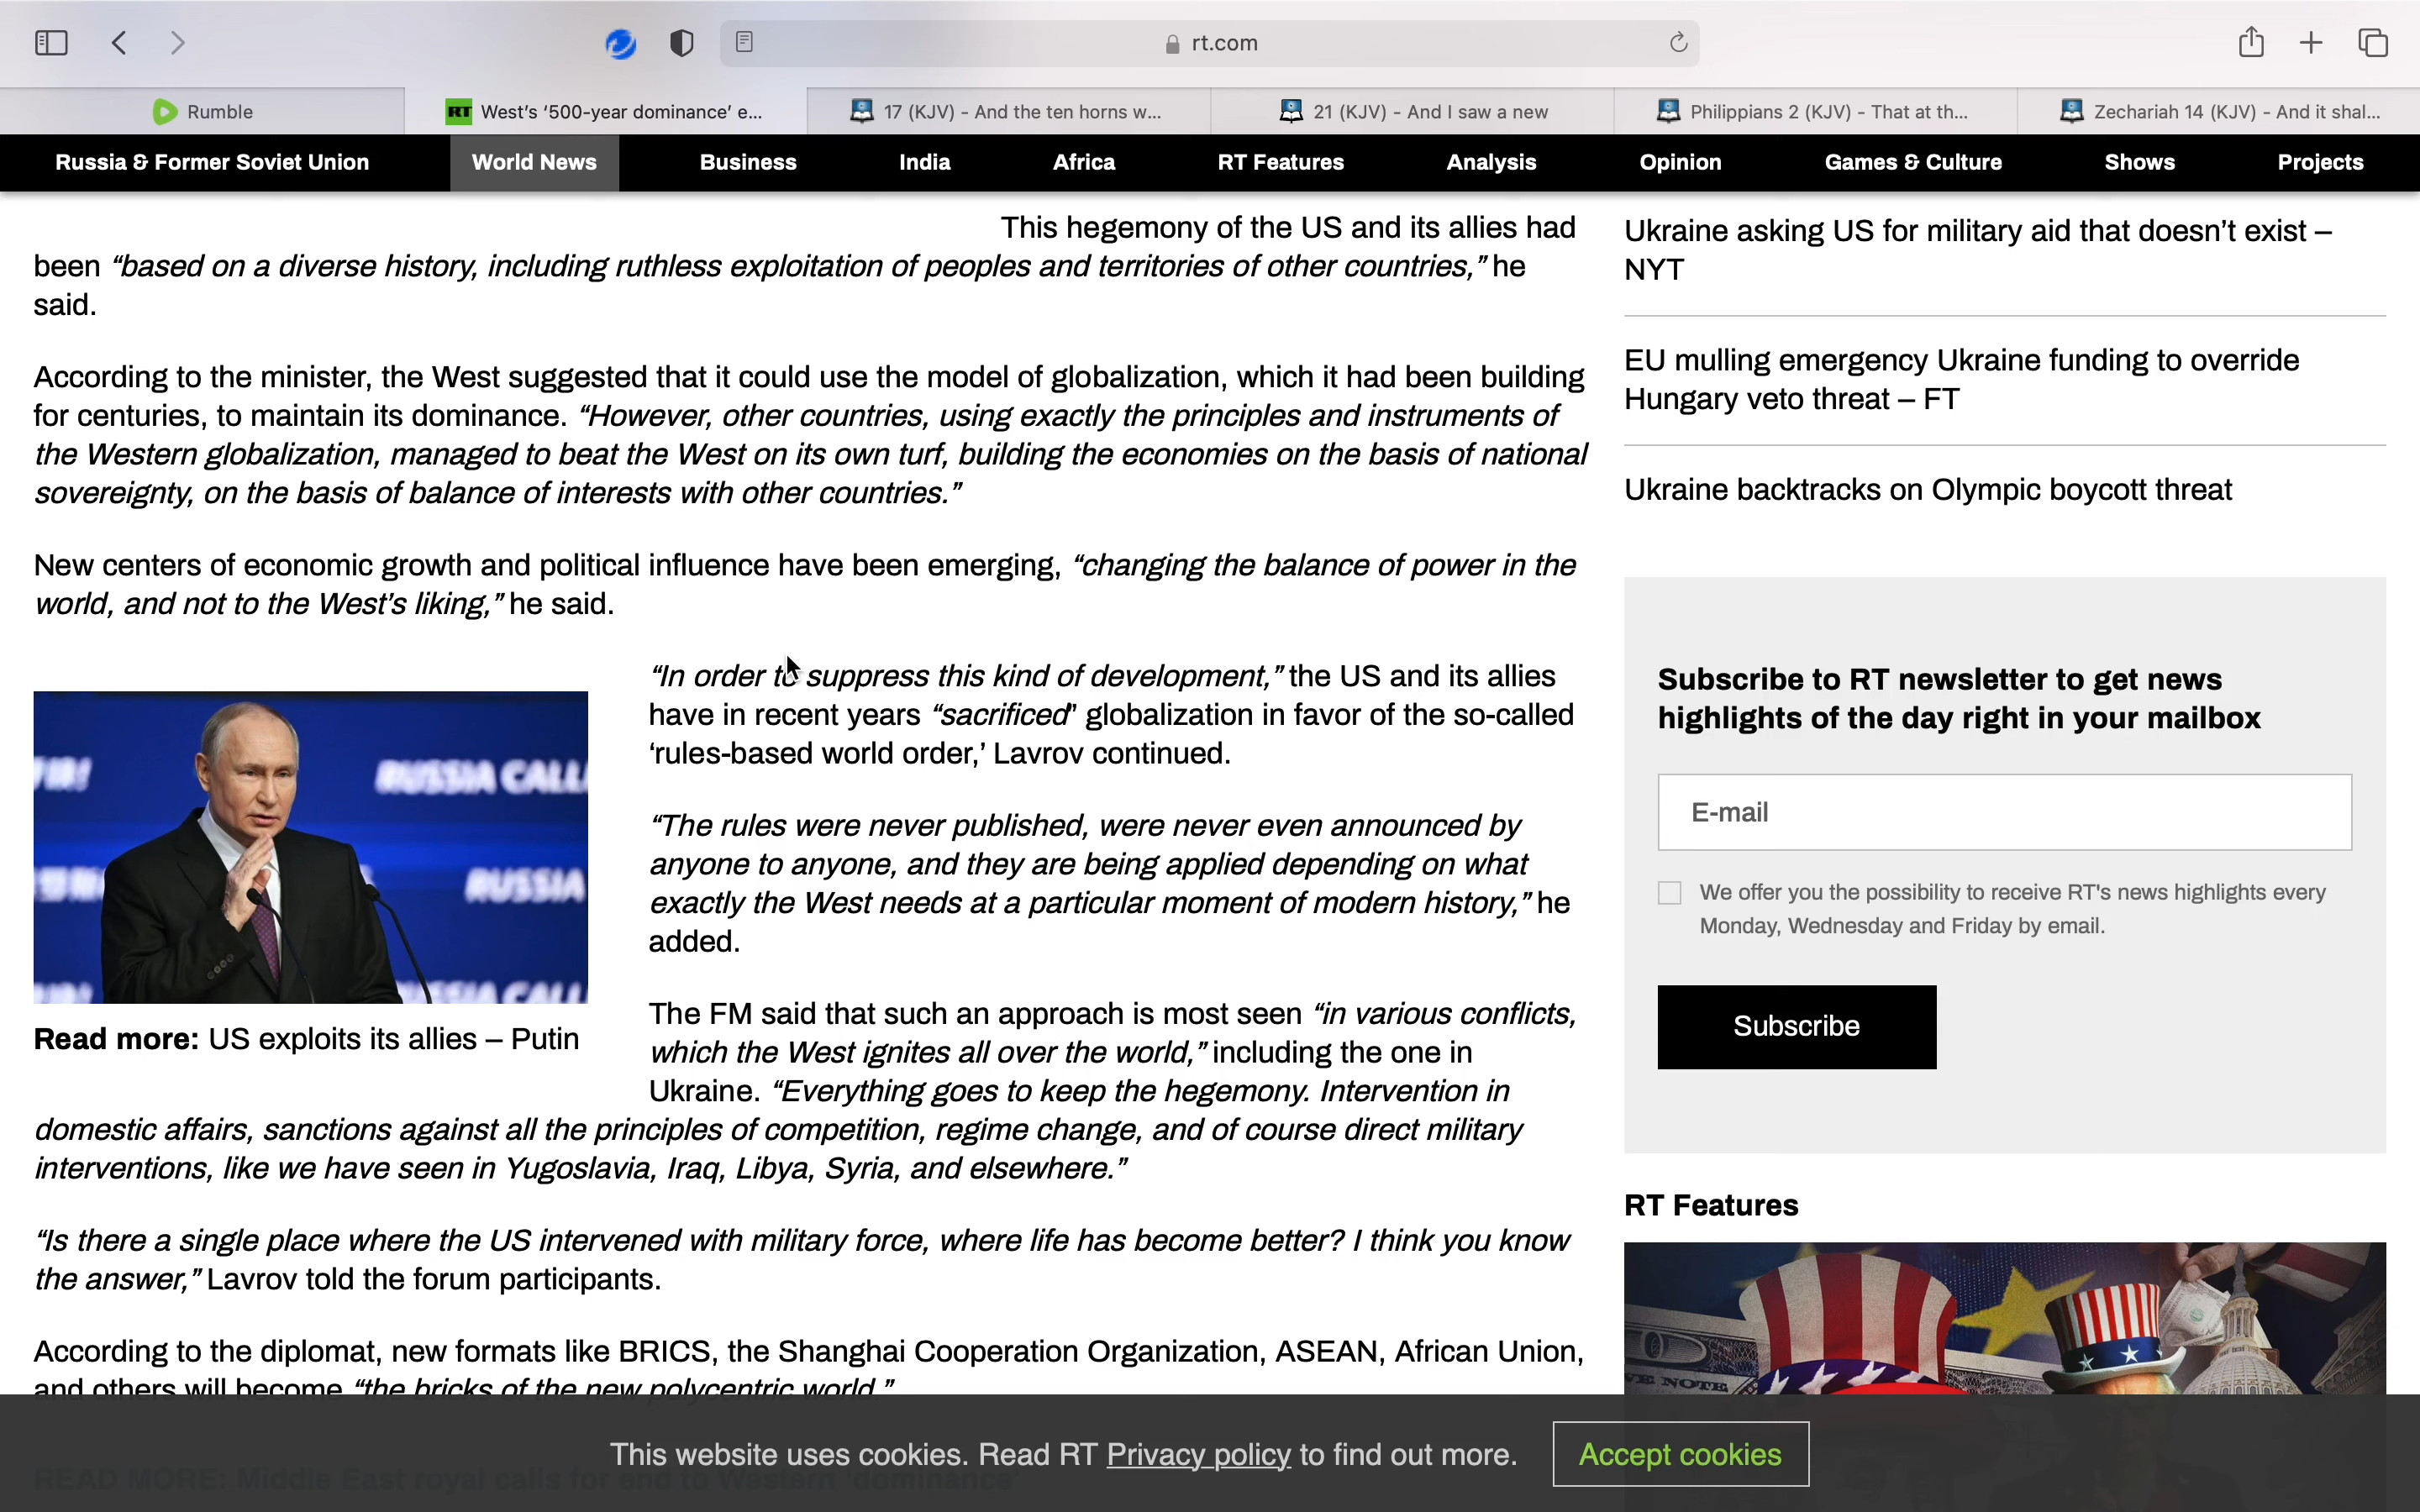 rt.com
Rumble
RT West’s ‘500-year dominance’ e...
17 (KJV) - And the ten horns w...
21 (KJV) - And I saw a new
Philippians 2 (KJV) - That at th...
Zechariah 14 (KJV) - And it shal...
Russia & Former Soviet Union
World News
Business
India
Africa
RT Features
Analysis
Opinion
Games & Culture
Shows
Projects
This hegemony of the US and its allies had
been “based on a diverse history, including ruthless exploitation of peoples and territories of other countries,” he
said.
According to the minister, the West suggested that it could use the model of globalization, which it had been building
for centuries, to maintain its dominance. “However, other countries, using exactly the principles and instruments of
the Western globalization, managed to beat the West on its own turf, building the economies on the basis of national
sovereignty, on the basis of balance of interests with other countries.”
New centers of economic growth and political influence have been emerging, “changing the balance of power in the
world, and not to the West’s liking,” he said.
“In order to suppress this kind of development,” the US and its allies
have in recent years “sacrificed” globalization in favor of the so-called
‘rules-based world order,’ Lavrov continued.
RUSSIA CALL
RUSSIA
Read more: US exploits its allies – Putin
“The rules were never published, were never even announced by
anyone to anyone, and they are being applied depending on what
exactly the West needs at a particular moment of modern history,” he
added.
The FM said that such an approach is most seen “in various conflicts,
which the West ignites all over the world,” including the one in
Ukraine. “Everything goes to keep the hegemony. Intervention in
domestic affairs, sanctions against all the principles of competition, regime change, and of course direct military
interventions, like we have seen in Yugoslavia, Iraq, Libya, Syria, and elsewhere.”
“Is there a single place where the US intervened with military force, where life has become better? I think you know
the answer,” Lavrov told the forum participants.
According to the diplomat, new formats like BRICS, the Shanghai Cooperation Organization, ASEAN, African Union,
and others will become “the bricks of the new polycentric world.”
READ MORE: Middle East royal calls for end to Western ‘dominance’
Ukraine asking US for military aid that doesn’t exist –
NYT
EU mulling emergency Ukraine funding to override
Hungary veto threat – FT
Ukraine backtracks on Olympic boycott threat
Subscribe to RT newsletter to get news
highlights of the day right in your mailbox
E-mail
We offer you the possibility to receive RT's news highlights every
Monday, Wednesday and Friday by email.
Subscribe
RT Features
This website uses cookies. Read RT Privacy policy to find out more.
Accept cookies